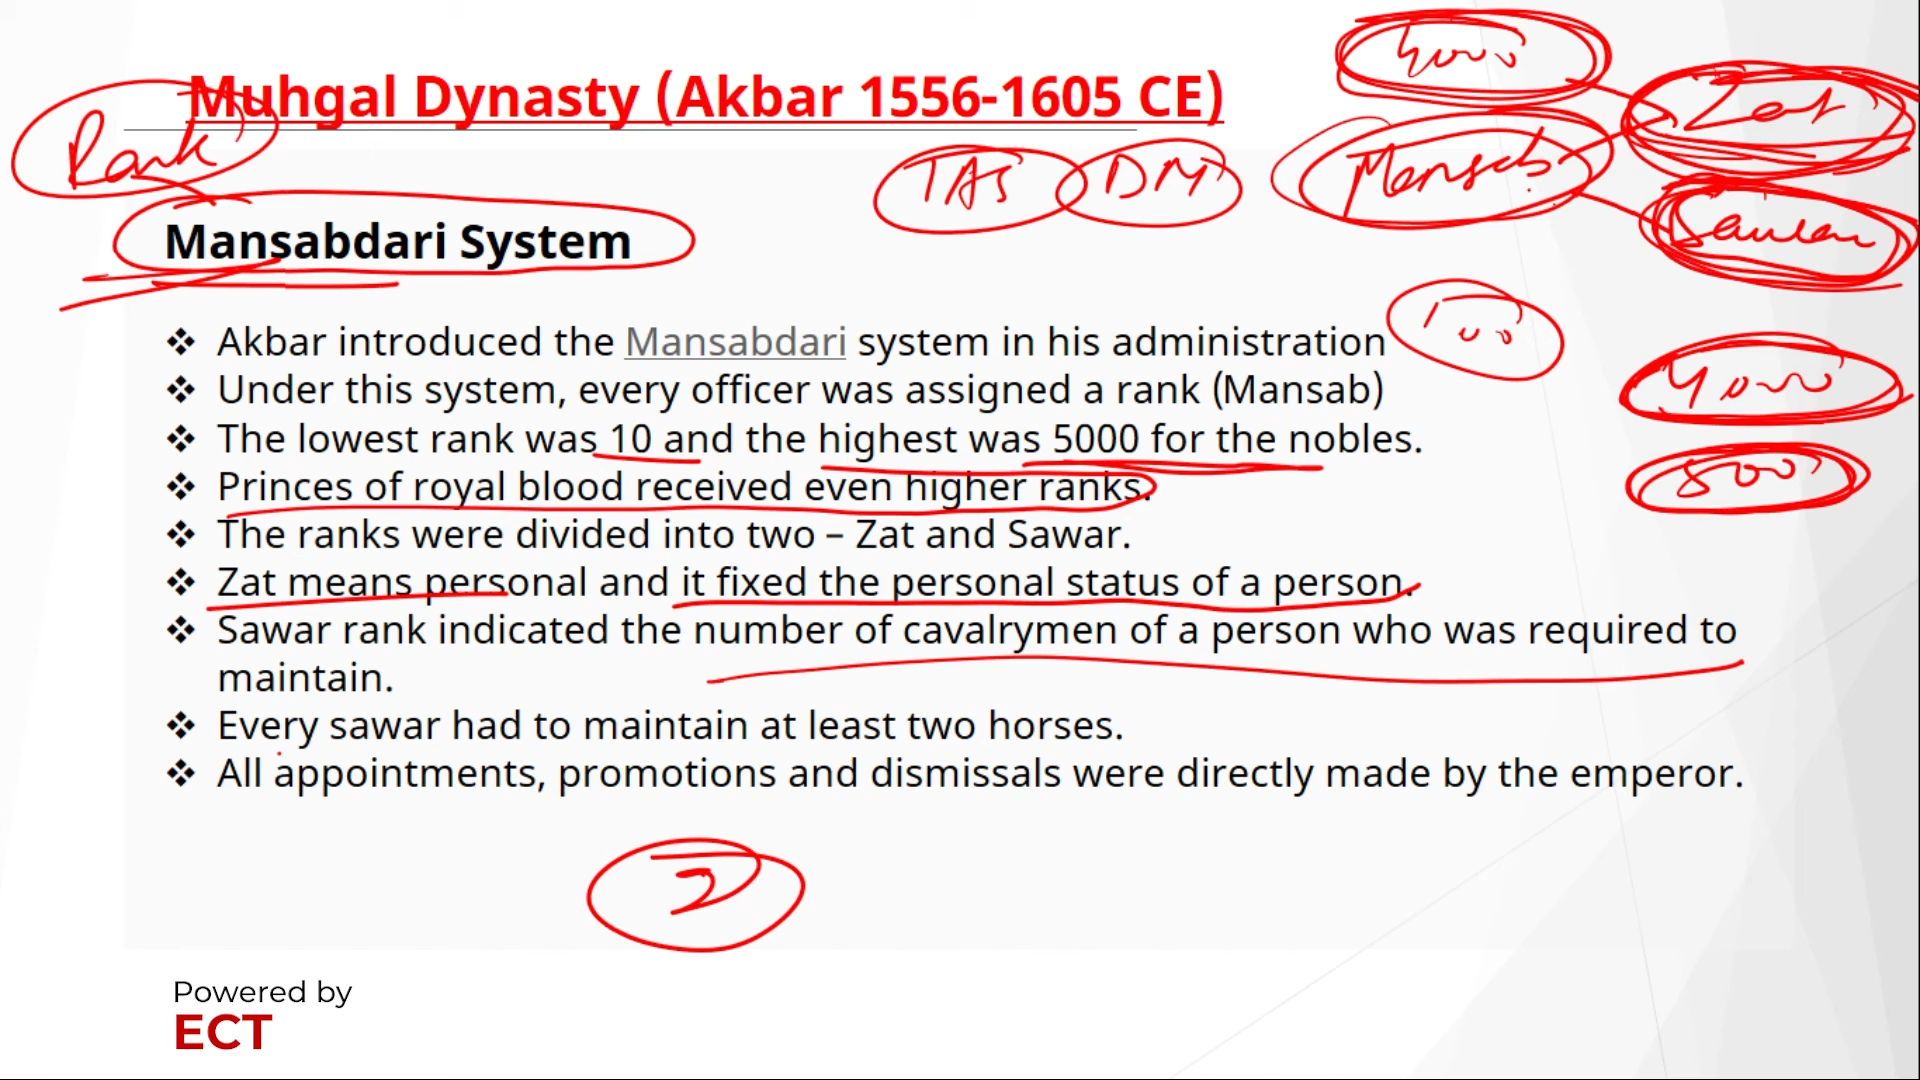 Muhgal Dynasty (Akbar 1556-1605 CE)
Rank
IAS DM
Mansab
Zat
Sawar
Mansabdari System
❖ Akbar introduced the Mansabdari system in his administration
❖ Under this system, every officer was assigned a rank (Mansab)
❖ The lowest rank was 10 and the highest was 5000 for the nobles.
❖ Princes of royal blood received even higher ranks.
❖ The ranks were divided into two – Zat and Sawar.
❖ Zat means personal and it fixed the personal status of a person.
❖ Sawar rank indicated the number of cavalrymen of a person who was required to
maintain.
❖ Every sawar had to maintain at least two horses.
❖ All appointments, promotions and dismissals were directly made by the emperor.
2
Powered by
ECT